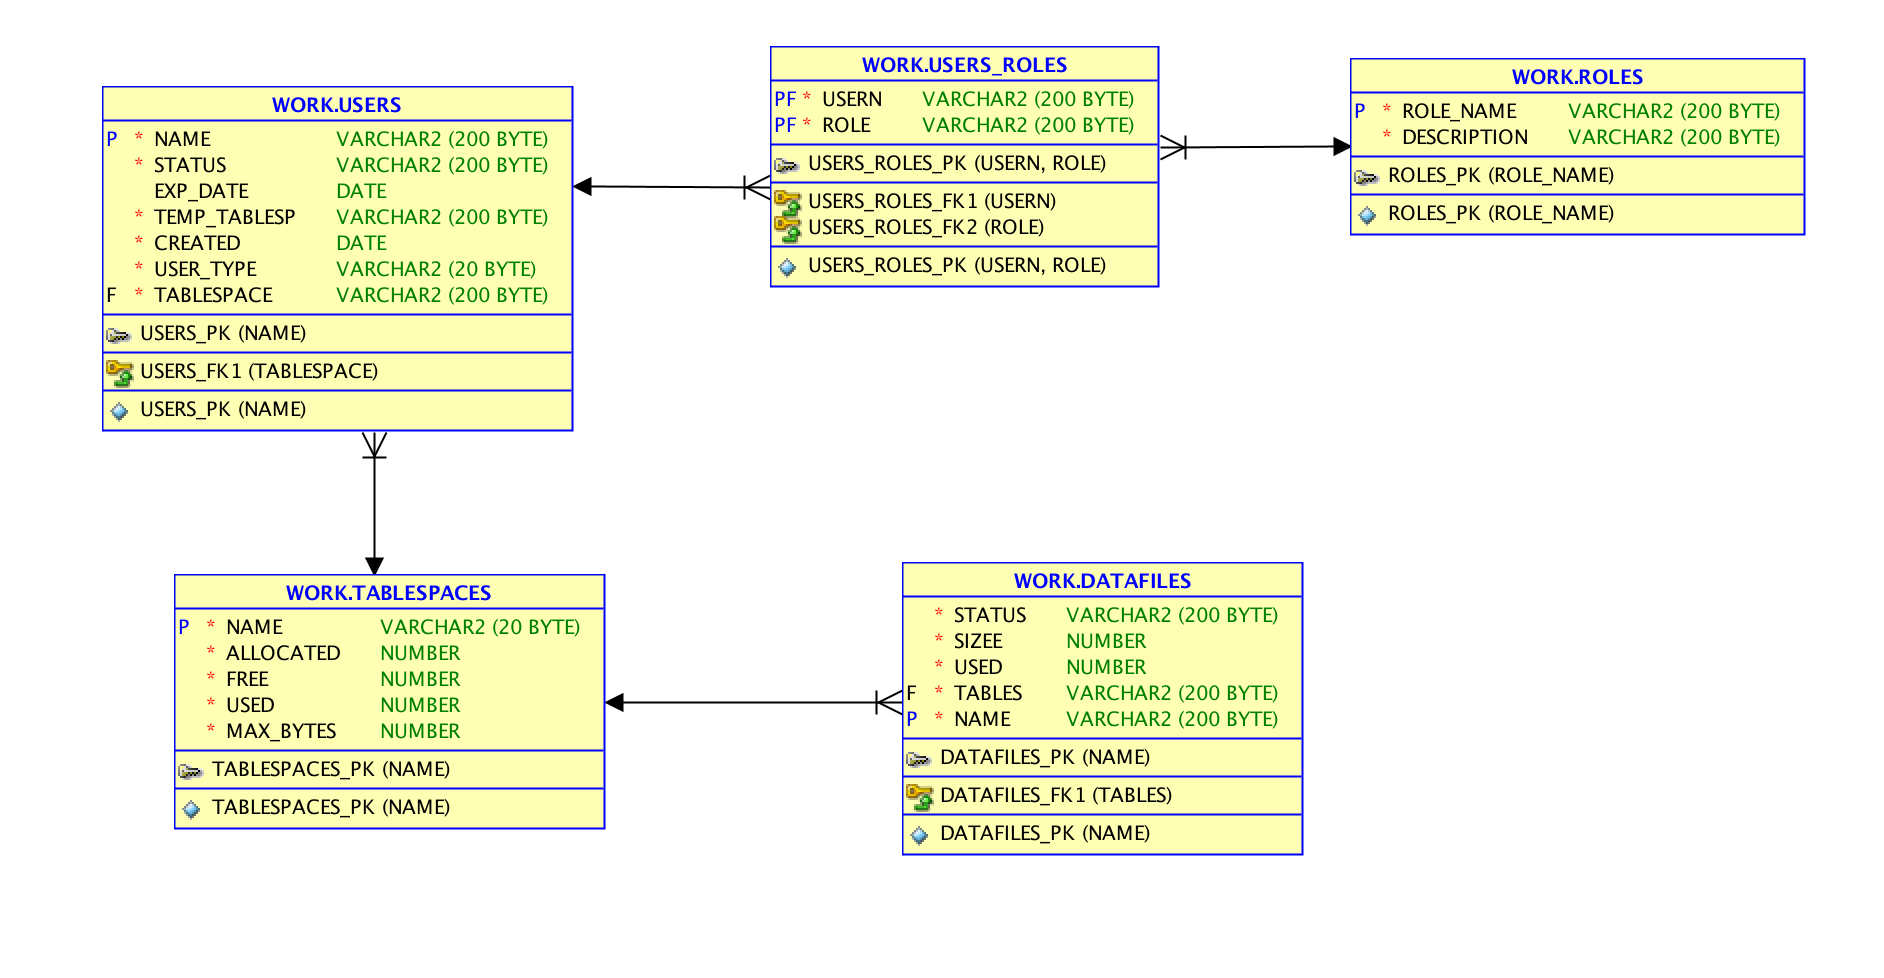 WORK.USERS
P * NAME VARCHAR2 (200 BYTE)
* STATUS VARCHAR2 (200 BYTE)
EXP_DATE DATE
* TEMP_TABLESP VARCHAR2 (200 BYTE)
* CREATED DATE
* USER_TYPE VARCHAR2 (20 BYTE)
F * TABLESPACE VARCHAR2 (200 BYTE)
USERS_PK (NAME)
USERS_FK1 (TABLESPACE)
USERS_PK (NAME)
WORK.USERS_ROLES
PF * USERN VARCHAR2 (200 BYTE)
PF * ROLE VARCHAR2 (200 BYTE)
USERS_ROLES_PK (USERN, ROLE)
USERS_ROLES_FK1 (USERN)
USERS_ROLES_FK2 (ROLE)
USERS_ROLES_PK (USERN, ROLE)
WORK.ROLES
P * ROLE_NAME VARCHAR2 (200 BYTE)
* DESCRIPTION VARCHAR2 (200 BYTE)
ROLES_PK (ROLE_NAME)
ROLES_PK (ROLE_NAME)
WORK.TABLESPACES
P * NAME VARCHAR2 (20 BYTE)
* ALLOCATED NUMBER
* FREE NUMBER
* USED NUMBER
* MAX_BYTES NUMBER
TABLESPACES_PK (NAME)
TABLESPACES_PK (NAME)
WORK.DATAFILES
* STATUS VARCHAR2 (200 BYTE)
* SIZEE NUMBER
* USED NUMBER
F * TABLES VARCHAR2 (200 BYTE)
P * NAME VARCHAR2 (200 BYTE)
DATAFILES_PK (NAME)
DATAFILES_FK1 (TABLES)
DATAFILES_PK (NAME)